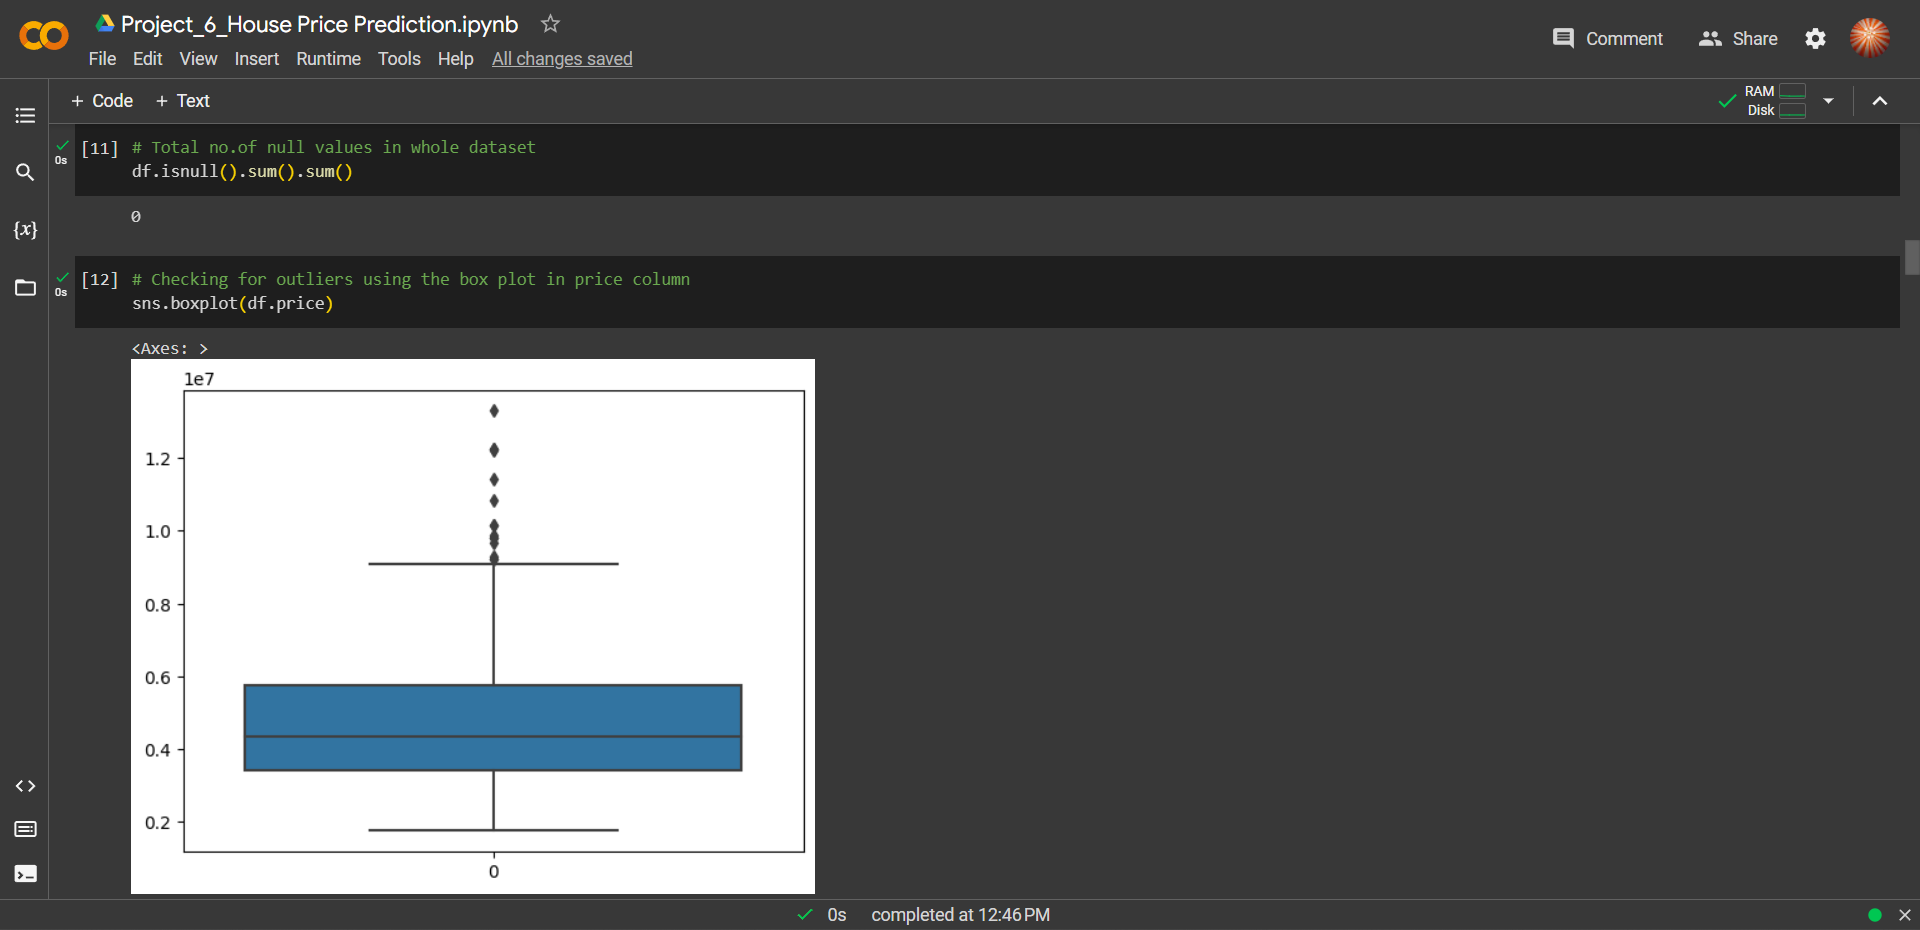 Project_6_House Price Prediction.ipynb
File Edit View Insert Runtime Tools Help All changes saved
Comment
Share
+ Code + Text
RAM
Disk
0s
[11] # Total no.of null values in whole dataset
df.isnull().sum().sum()
0
{x}
0s
[12] # Checking for outliers using the box plot in price column
sns.boxplot(df.price)
<Axes: >
1e7
1.2
1.0
0.8
0.6
0.4
0.2
0
0s completed at 12:46 PM